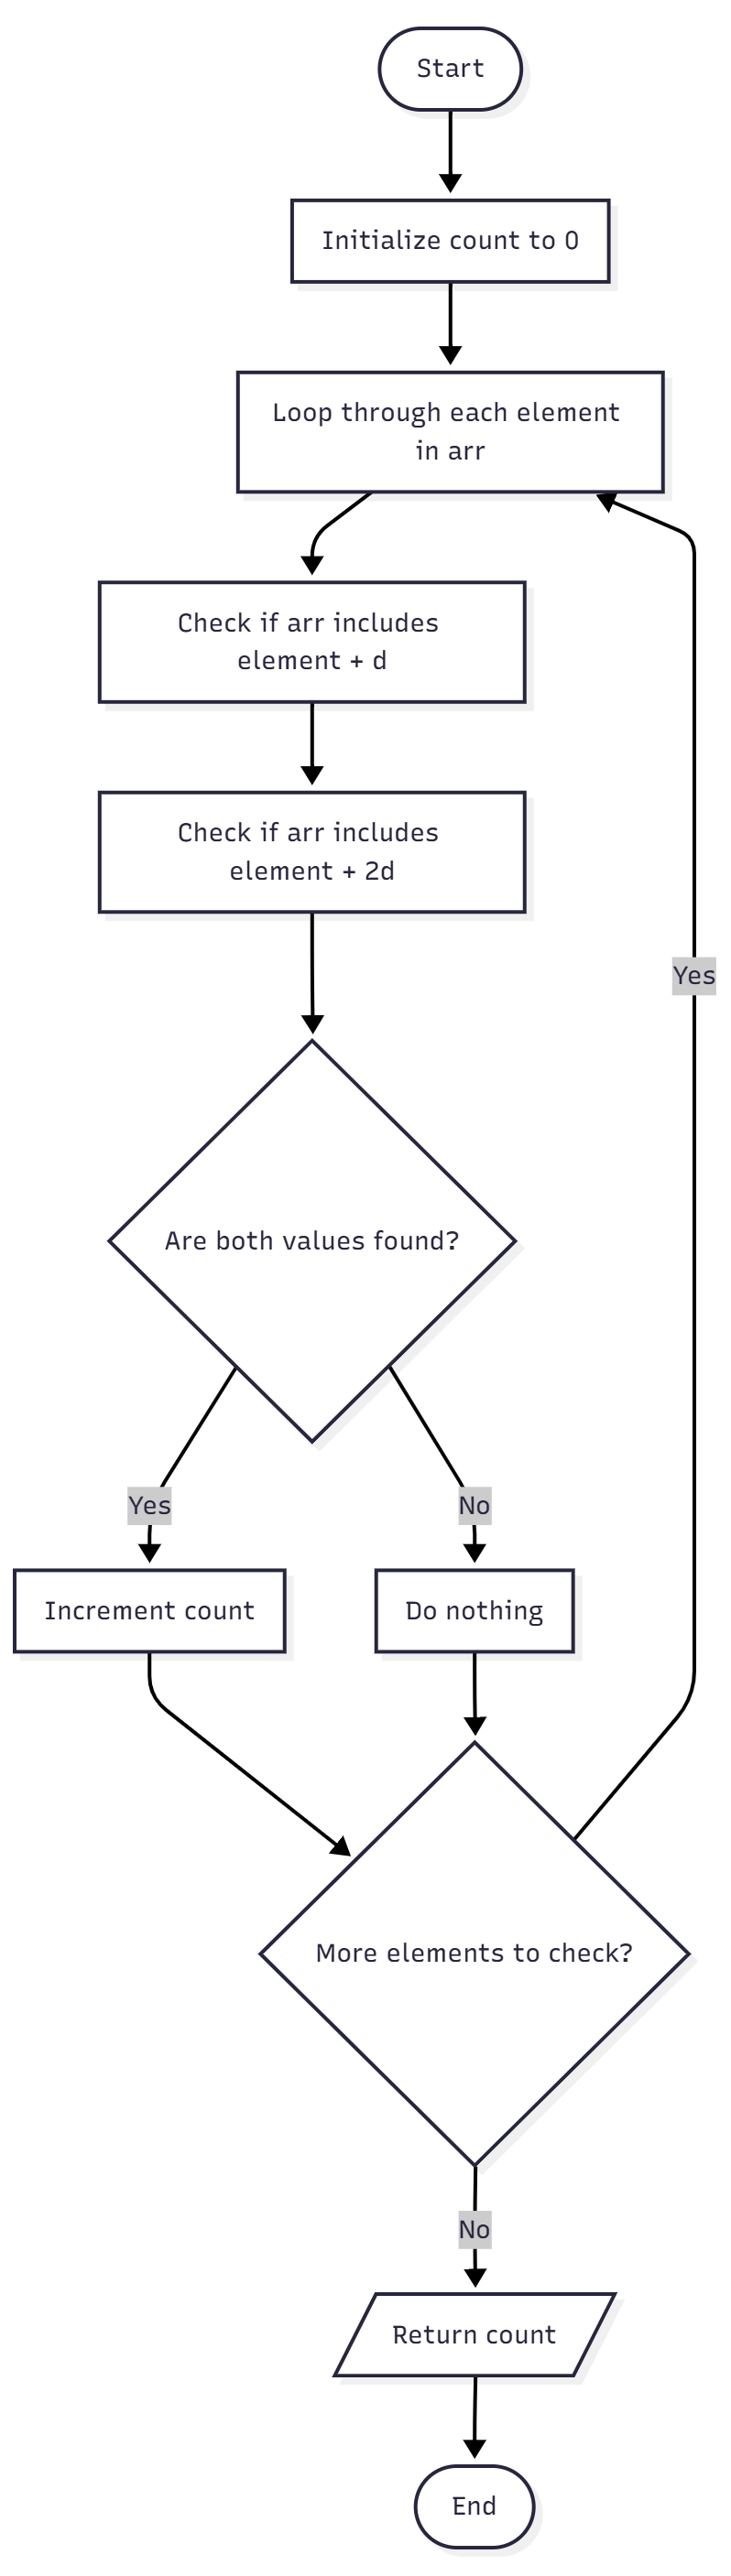 Start
Initialize count to 0
Loop through each element
in arr
Check if arr includes
element + d
Check if arr includes
element + 2d
Yes
Are both values found?
Yes
No
Increment count
Do nothing
More elements to check?
No
Return count
End